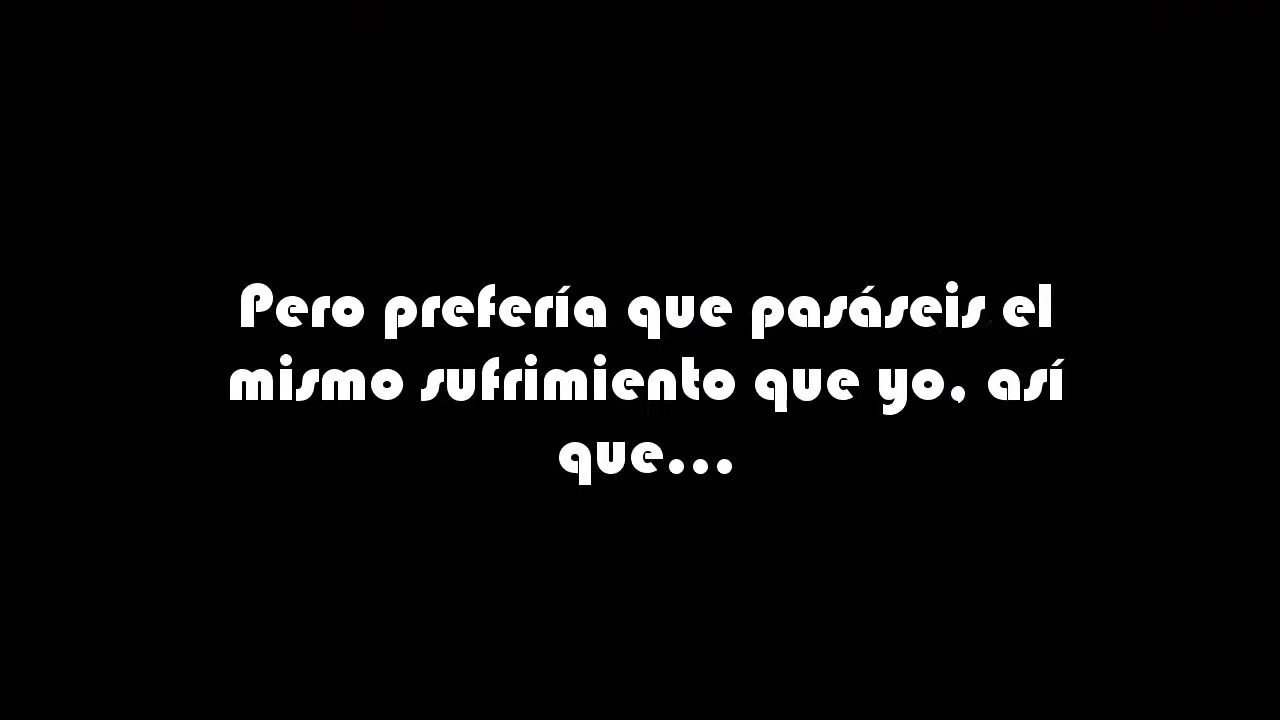 Pero prefería que pasáseis el
mismo sufrimiento que yo, así
que...